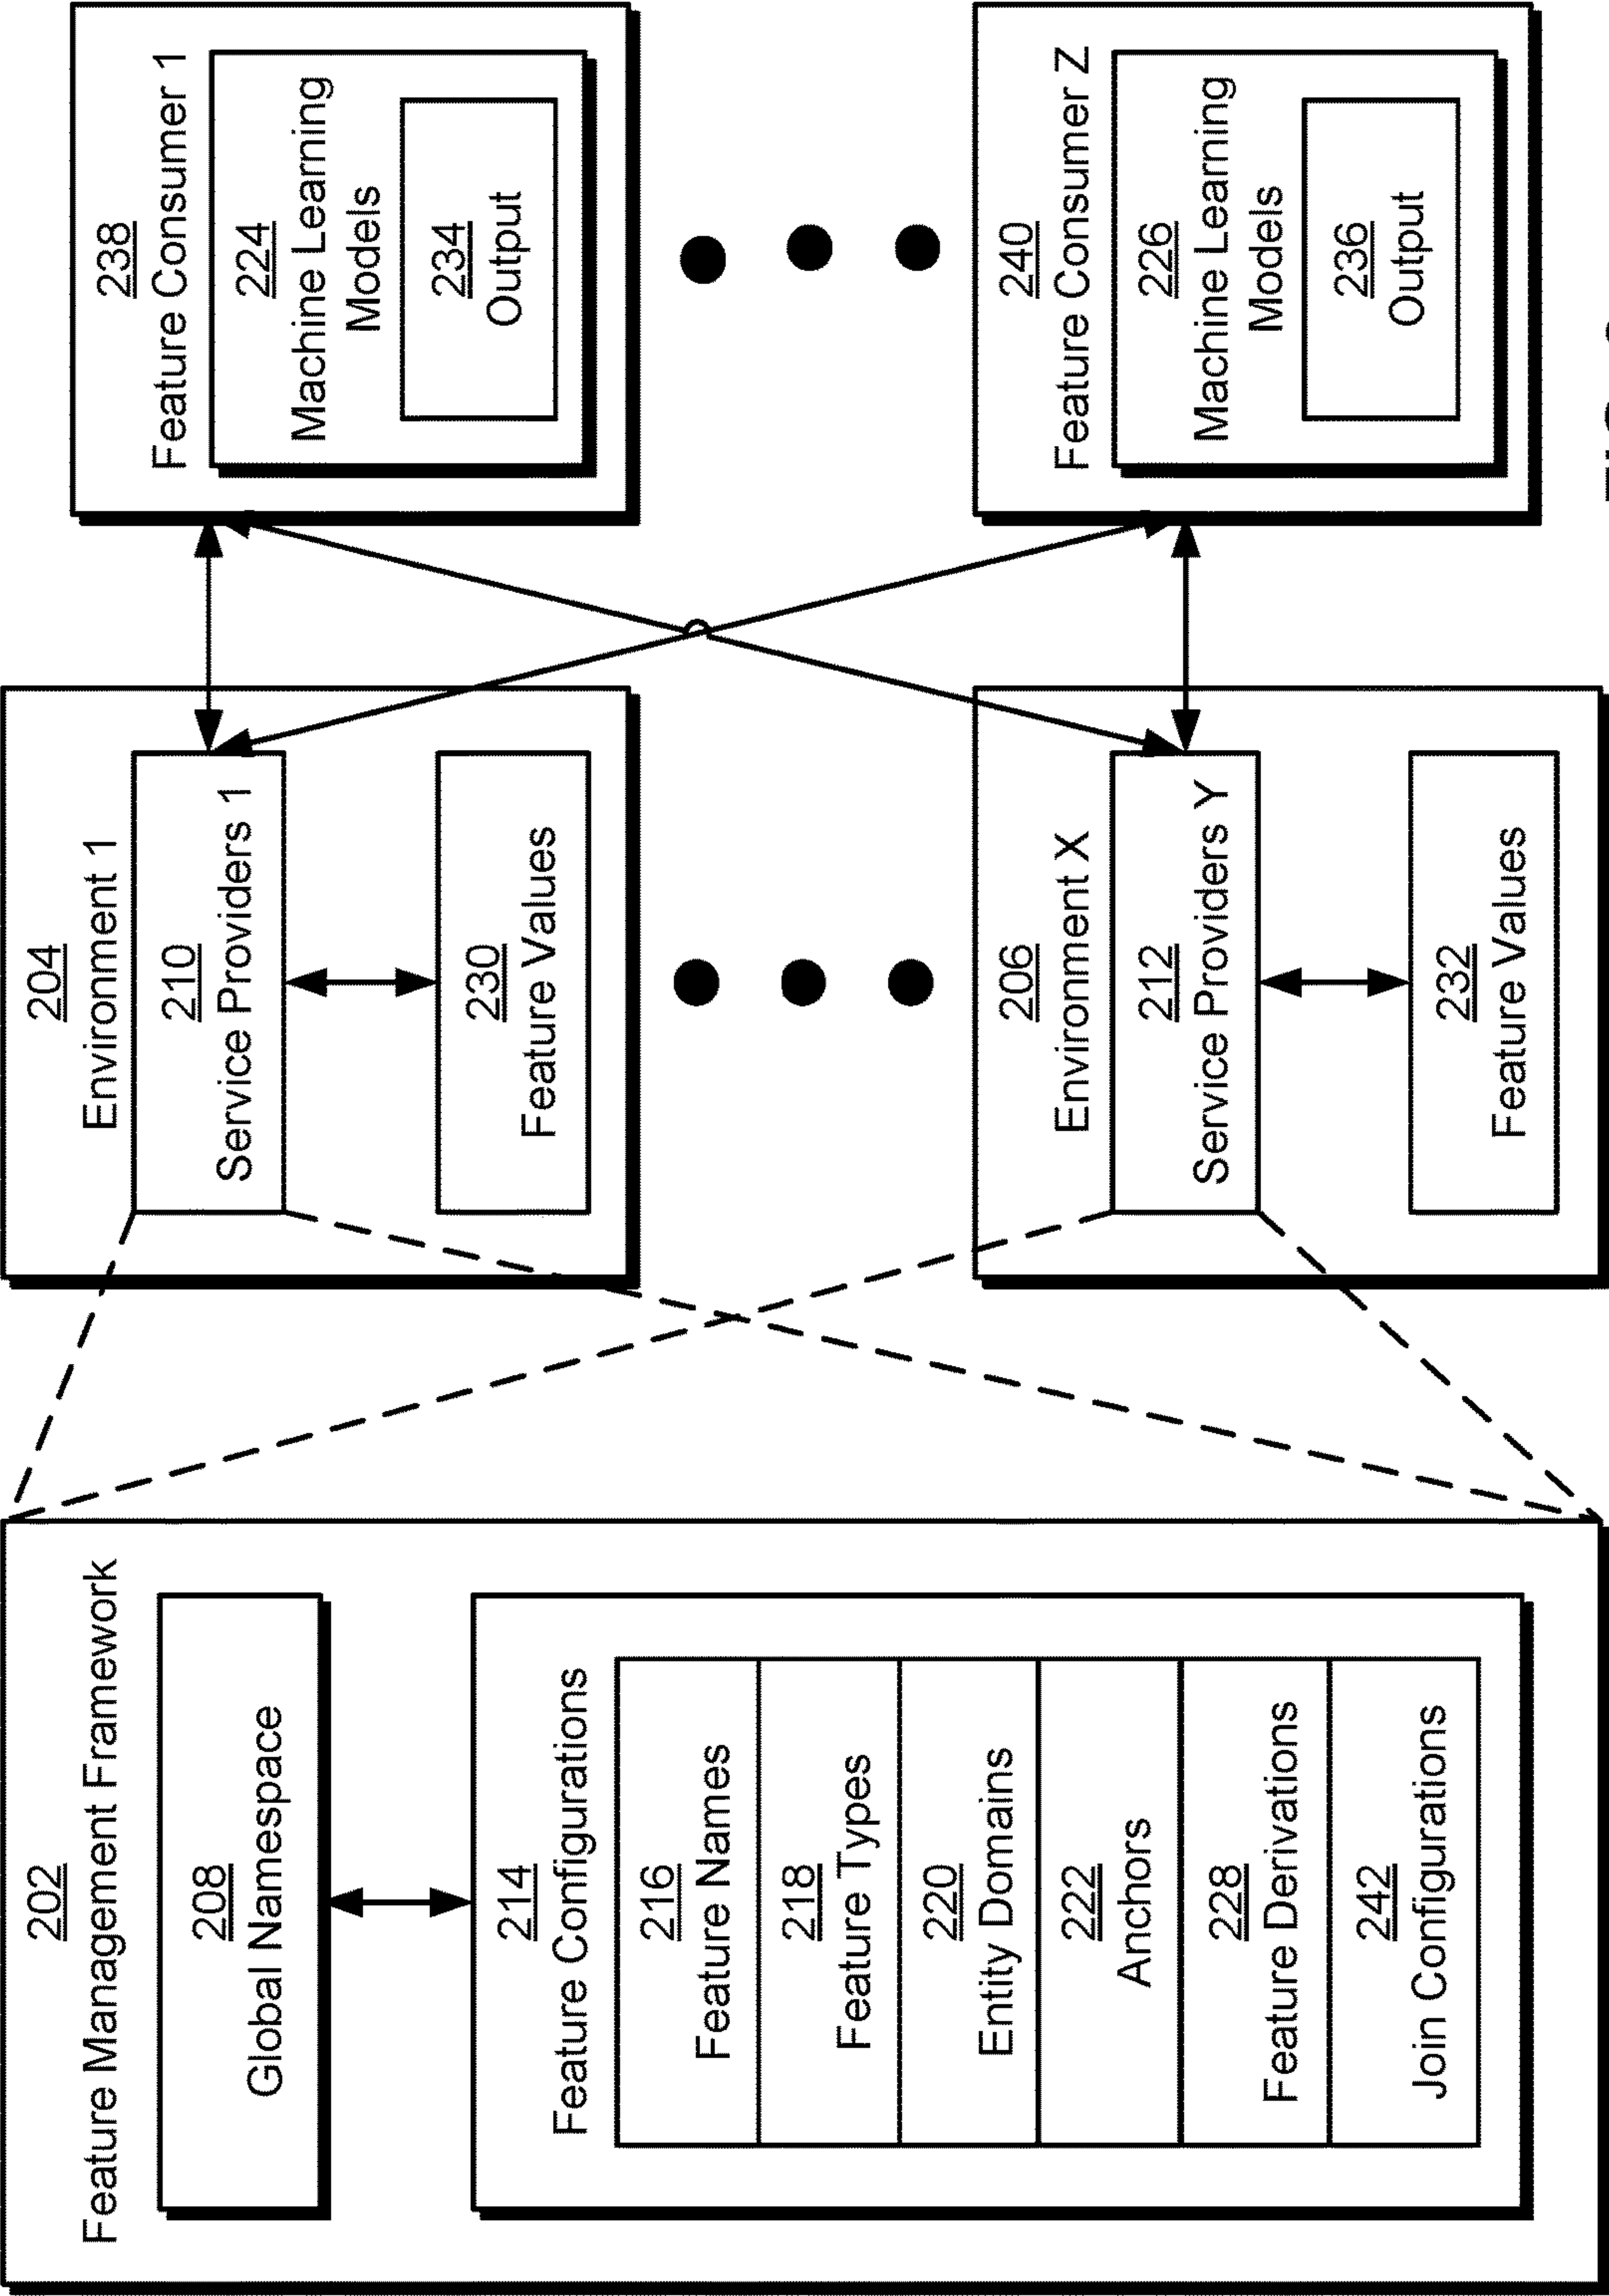 202
Feature Management Framework
208
Global Namespace
214
Feature Configurations
216
Feature Names
218
Feature Types
220
Entity Domains
222
Anchors
228
Feature Derivations
242
Join Configurations
204
Environment 1
210
Service Providers 1
230
Feature Values
206
Environment X
212
Service Providers Y
232
Feature Values
238
Feature Consumer 1
224
Machine Learning
Models
234
Output
240
Feature Consumer Z
226
Machine Learning
Models
236
Output